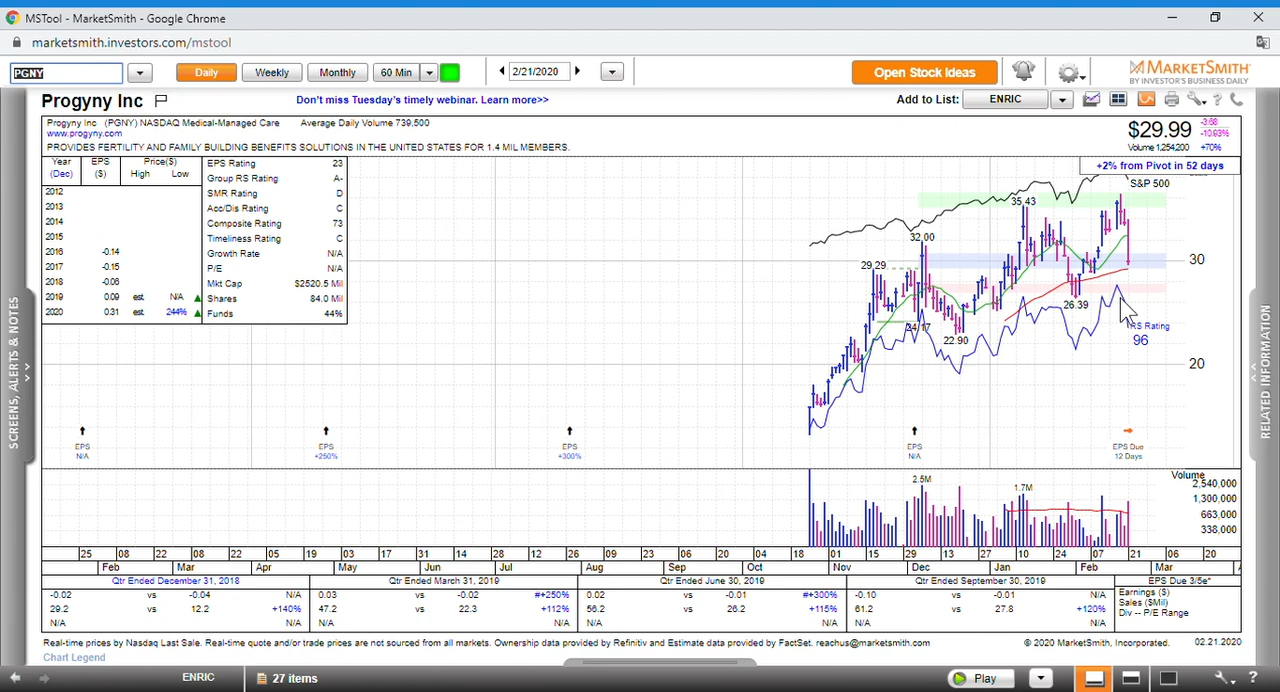 MSTool - MarketSmith - Google Chrome
marketsmith.investors.com/mstool
PGNY Daily Weekly Monthly 60 Min 2/21/2020 Open Stock Ideas MARKETSMITH
BY INVESTOR'S BUSINESS DAILY
Progyny Inc Don't miss Tuesday's timely webinar. Learn more>> Add to List: ENRIC
Progyny Inc (PGNY) NASDAQ Medical-Managed Care Average Daily Volume 739,500
www.progyny.com
PROVIDES FERTILITY AND FAMILY BUILDING BENEFITS SOLUTIONS IN THE UNITED STATES FOR 1.4 MIL MEMBERS.
$29.99 -3.68 -10.93%
Volume 1,254,200 +70%
+2% from Pivot in 52 days
Year EPS Price($)
(Dec) ($) High Low
2012
2013
2014
2015
2016 -0.14
2017 -0.15
2018 -0.06
2019 0.09 est N/A
2020 0.31 est 244%
EPS Rating 23
Group RS Rating A-
SMR Rating D
Acc/Dis Rating C
Composite Rating 73
Timeliness Rating C
Growth Rate N/A
P/E N/A
Mkt Cap $2520.5 Mil
Shares 84.0 Mil
Funds 44%
S&P 500
35.43
32.00
29.29
30
26.39
24.17
22.90
RS Rating
96
20
EPS EPS EPS EPS EPS Due
N/A +250% +300% N/A 12 Days
Volume
2.5M 1.7M
2,540,000
1,300,000
663,000
338,000
25 08 22 08 22 05 19 03 17 31 14 28 12 26 09 23 06 20 04 18 01 15 29 13 27 10 24 07 21 06 20
Feb Mar Apr May Jun Jul Aug Sep Oct Nov Dec Jan Feb Mar A
Qtr Ended December 31, 2018 Qtr Ended March 31, 2019 Qtr Ended June 30, 2019 Qtr Ended September 30, 2019 EPS Due 3/5e*
-0.02 vs -0.04 N/A 0.03 vs -0.02 #+250% 0.02 vs -0.01 #+300% -0.10 vs -0.01 N/A Earnings ($)
29.2 vs 12.2 +140% 47.2 vs 22.3 +112% 56.2 vs 26.2 +115% 61.2 vs 27.8 +120% Sales ($Mil)
N/A N/A N/A N/A N/A N/A N/A N/A Div -- P/E Range
Real-time prices by Nasdaq Last Sale. Real-time quote and/or trade prices are not sourced from all markets. Ownership data provided by Refinitiv and Estimate data provided by FactSet. reachus@marketsmith.com © 2020 MarketSmith, Incorporated. 02.21.2020
Chart Legend
SCREENS, ALERTS & NOTES
RELATED INFORMATION
ENRIC 27 items Play